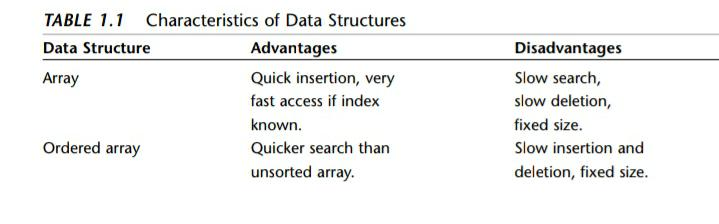 TABLE 1.1 Characteristics of Data Structures
Data Structure Advantages Disadvantages
Array Quick insertion, very Slow search,
fast access if index slow deletion,
known. fixed size.
Ordered array Quicker search than Slow insertion and
unsorted array. deletion, fixed size.